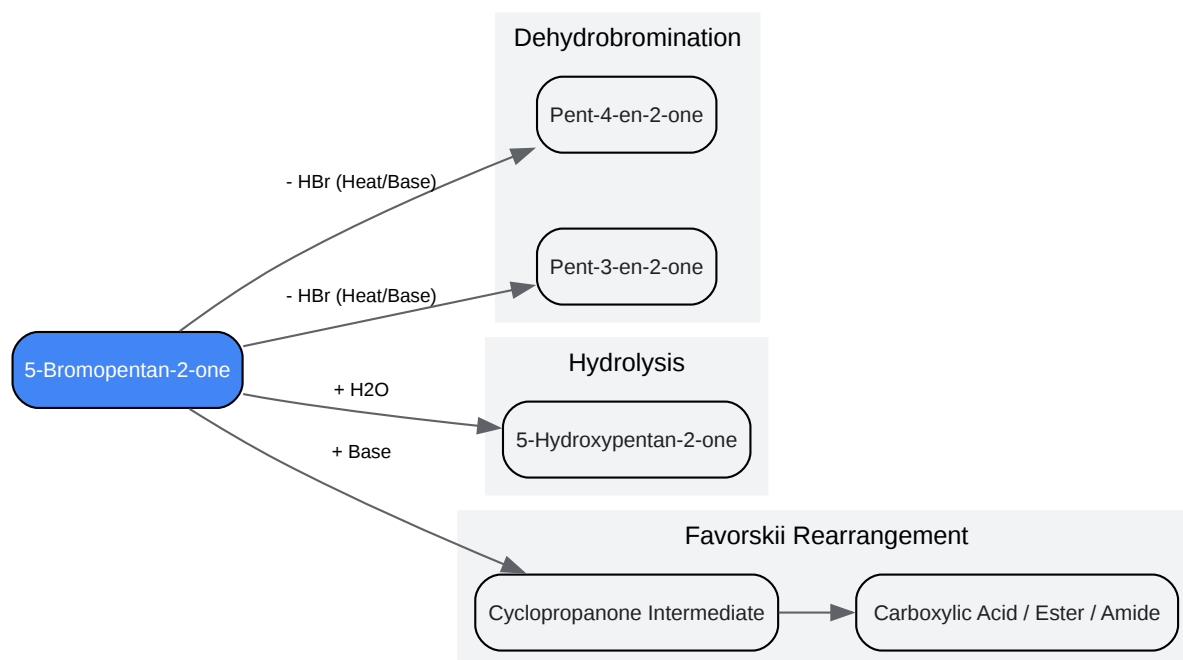 Dehydrobromination
Pent-4-en-2-one
- HBr (Heat/Base)
Pent-3-en-2-one
- HBr (Heat/Base)
5-Bromopentan-2-one
Hydrolysis
+ H2O
5-Hydroxypentan-2-one
+ Base
Favorskii Rearrangement
Cyclopropanone Intermediate
Carboxylic Acid / Ester / Amide